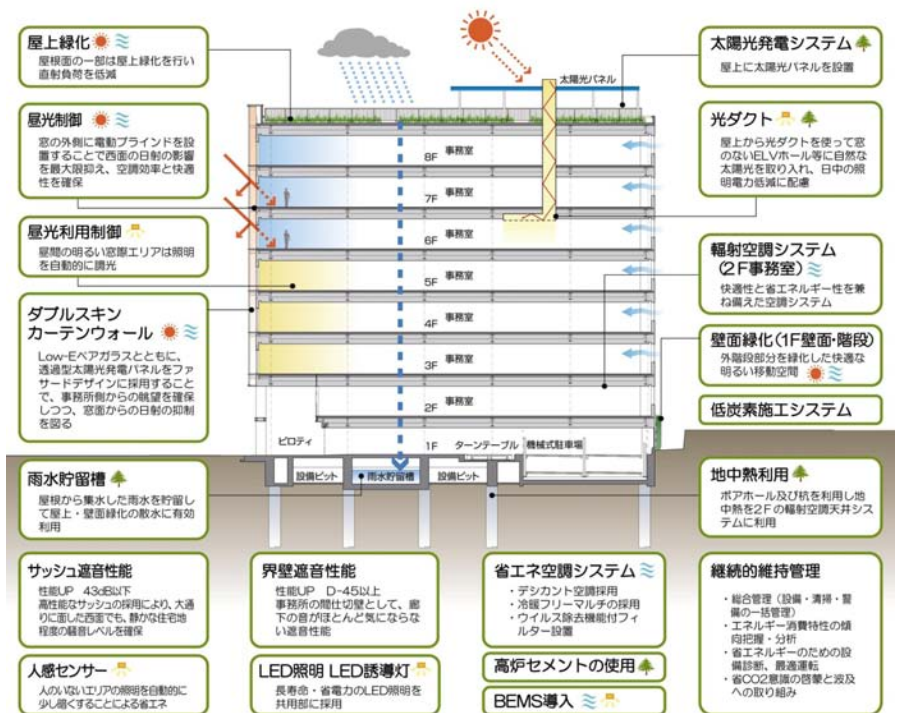 屋上緑化
屋根面の一部は屋上緑化を行い
直射負荷を低減
昼光制御
窓の外側に電動ブラインドを設
置することで西面の日射の影響
を最大限抑え、空調効率と快適
性を確保
昼光利用制御
昼間の明るい窓際エリアは照明
を自動的に調光
ダブルスキン
カーテンウォール
Low-Eペアガラスとともに、
透過型太陽光発電パネルをファ
サードデザインに採用すること
で、事務所側からの眺望を確保
しつつ、窓面からの日射の抑制
を図る
雨水貯留槽
屋根から集水した雨水を貯留し
て屋上・壁面緑化の散水に有効
利用
太陽光パネル
8F 事務室
7F 事務室
6F 事務室
5F 事務室
4F 事務室
3F 事務室
2F 事務室
ピロティ
1F
ターンテーブル
機械式駐車場
設備ピット
雨水貯留槽
設備ピット
太陽光発電システム
屋上に太陽光パネルを設置
光ダクト
屋上から光ダクトを使って窓
のないELVホール等に自然な
太陽光を取り入れ、日中の照
明電力低減に配慮
輻射空調システム
(2F事務室)
快適性と省エネルギー性を兼
ね備えた空調システム
壁面緑化(1F壁面・階段)
外階段部分を緑化した快適な
明るい移動空間
低炭素施工システム
地中熱利用
ボアホール及び杭を利用し地
中熱を2Fの輻射空調天井シス
テムに利用
サッシュ遮音性能
性能UP 43dB以下
高性能なサッシュの採用により、大通
りに面した西面でも、静かな住宅地
程度の騒音レベルを確保
人感センサー
人のいないエリアの照明を自動的に
少し暗くすることによる省エネ
界壁遮音性能
性能UP D-45以上
事務所の間仕切壁として、廊
下の音がほとんど気にならな
い遮音性能
LED照明 LED誘導灯
長寿命・省電力のLED照明を
共用部に採用
省エネ空調システム
・デシカント空調採用
・冷暖フリーマルチの採用
・ウイルス除去機能付フィ
ルター設置
高炉セメントの使用
BEMS導入
継続的維持管理
・総合管理(設備・清掃・警
備の一括管理)
・エネルギー消費特性の傾
向把握・分析
・省エネルギーのための設
備診断、最適運転
・省CO2意識の啓蒙と波及
への取り組み